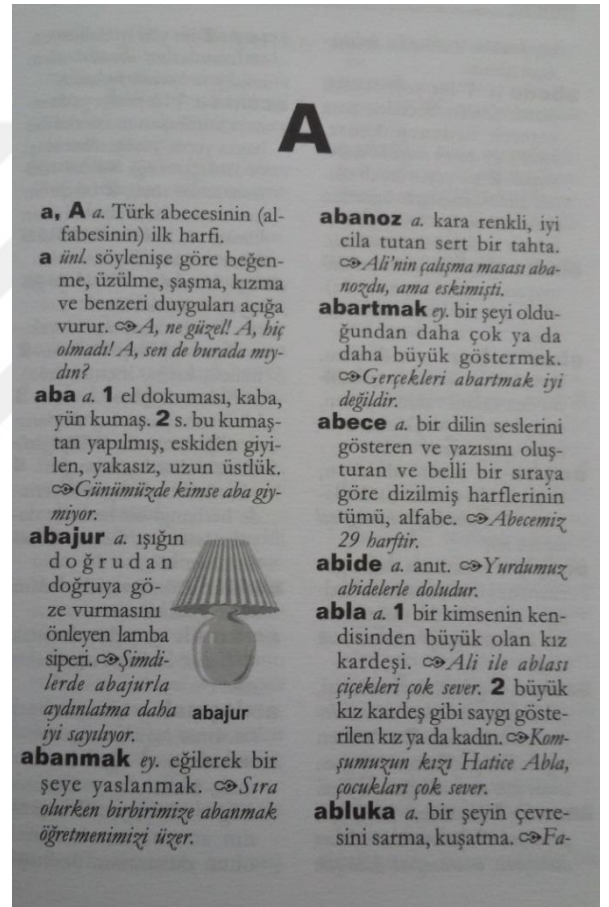 A
a, A a. Türk abecesinin (al-
fabesinin) ilk harfi.
a ünl. söylenişe göre beğen-
me, üzülme, şaşma, kızma
ve benzeri duyguları açığa
vurur. A, ne güzel! A, hiç
olmadı! A, sen de burada mıy-
dın?
aba a. 1 el dokuması, kaba,
yün kumaş. 2 s. bu kumaş-
tan yapılmış, eskiden giyi-
len, yakasız, uzun üstlük.
Günümüzde kimse aba giy-
miyor.
abajur a. ışığın
doğrudan
doğruya gö-
ze vurmasını
önleyen lamba
siperi. Şimdi-
lerde abajurla
aydınlatma daha
iyi sayılıyor.
abajur
abanmak ey. eğilerek bir
şeye yaslanmak. Sıra
olurken birbirimize abanmak
öğretmenimizi üzer.
abanoz a. kara renkli, iyi
cila tutan sert bir tahta.
Ali'nin çalışma masası aba-
nozdu, ama eskimişti.
abartmak ey. bir şeyi oldu-
ğundan daha çok ya da
daha büyük göstermek.
Gerçekleri abartmak iyi
değildir.
abece a. bir dilin seslerini
gösteren ve yazısını oluş-
turan ve belli bir sıraya
göre dizilmiş harflerinin
tümü, alfabe. Abecemiz
29 harftir.
abide a. anıt. Yurdumuz
abidelerle doludur.
abla a. 1 bir kimsenin ken-
disinden büyük olan kız
kardeşi. Ali ile ablası
çiçekleri çok sever. 2 büyük
kız kardeş gibi saygı göste-
rilen kız ya da kadın. Kom-
şumuzun kızı Hatice Abla,
çocukları çok sever.
abluka a. bir şeyin çevre-
sini sarma, kuşatma. Fa-